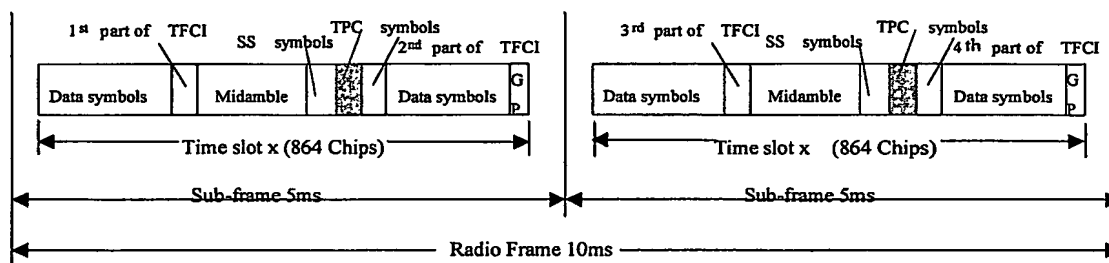 1st part of TFCI SS symbols TPC symbols 2nd part of TFCI
3rd part of TFCI SS symbols TPC symbols 4th part of TFCI
Data symbols Midamble Data symbols GP
Data symbols Midamble Data symbols GP
Time slot x (864 Chips)
Time slot x (864 Chips)
Sub-frame 5ms
Sub-frame 5ms
Radio Frame 10ms